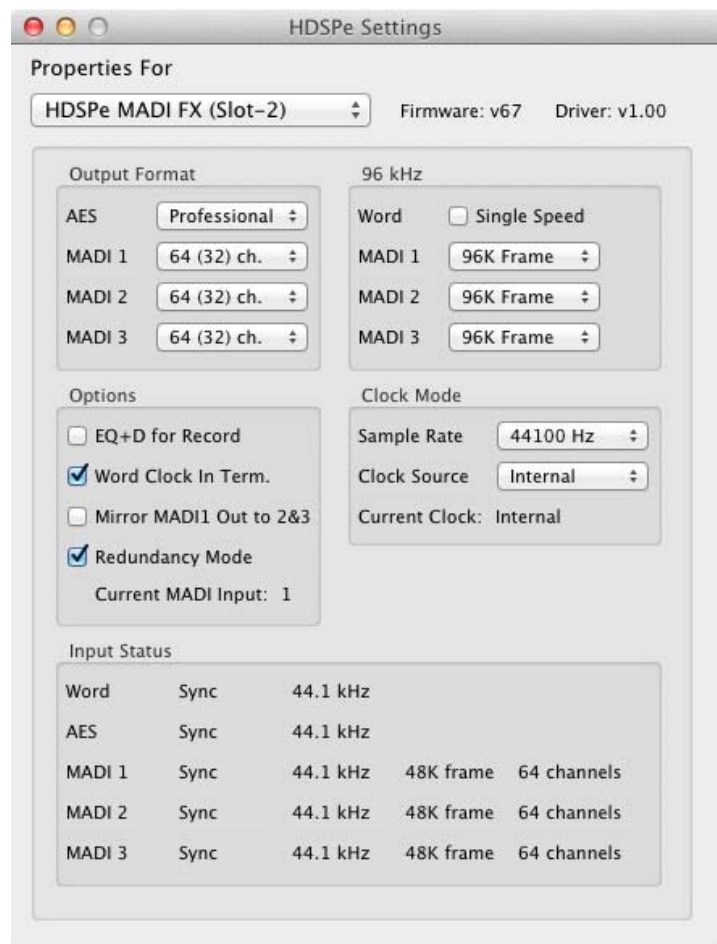 HDSPe Settings
Properties For
HDSPe MADI FX (Slot-2) Firmware: v67 Driver: v1.00
Output Format
AES Professional
MADI 1 64 (32) ch.
MADI 2 64 (32) ch.
MADI 3 64 (32) ch.
96 kHz
Word Single Speed
MADI 1 96K Frame
MADI 2 96K Frame
MADI 3 96K Frame
Options
EQ+D for Record
Word Clock In Term.
Mirror MADI1 Out to 2&3
Redundancy Mode
Current MADI Input: 1
Clock Mode
Sample Rate 44100 Hz
Clock Source Internal
Current Clock: Internal
Input Status
Word Sync 44.1 kHz
AES Sync 44.1 kHz
MADI 1 Sync 44.1 kHz 48K frame 64 channels
MADI 2 Sync 44.1 kHz 48K frame 64 channels
MADI 3 Sync 44.1 kHz 48K frame 64 channels